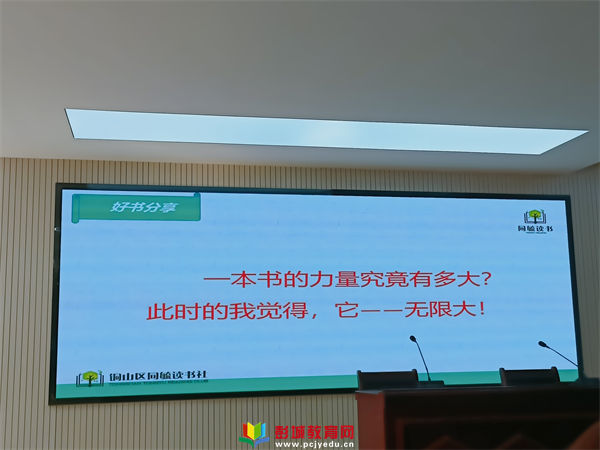 好书分享
同毓读书
一本书的力量究竟有多大?
此时的我觉得，它——无限大!
铜山区同毓读书社
彭城教育网
www.pcjyedu.cn